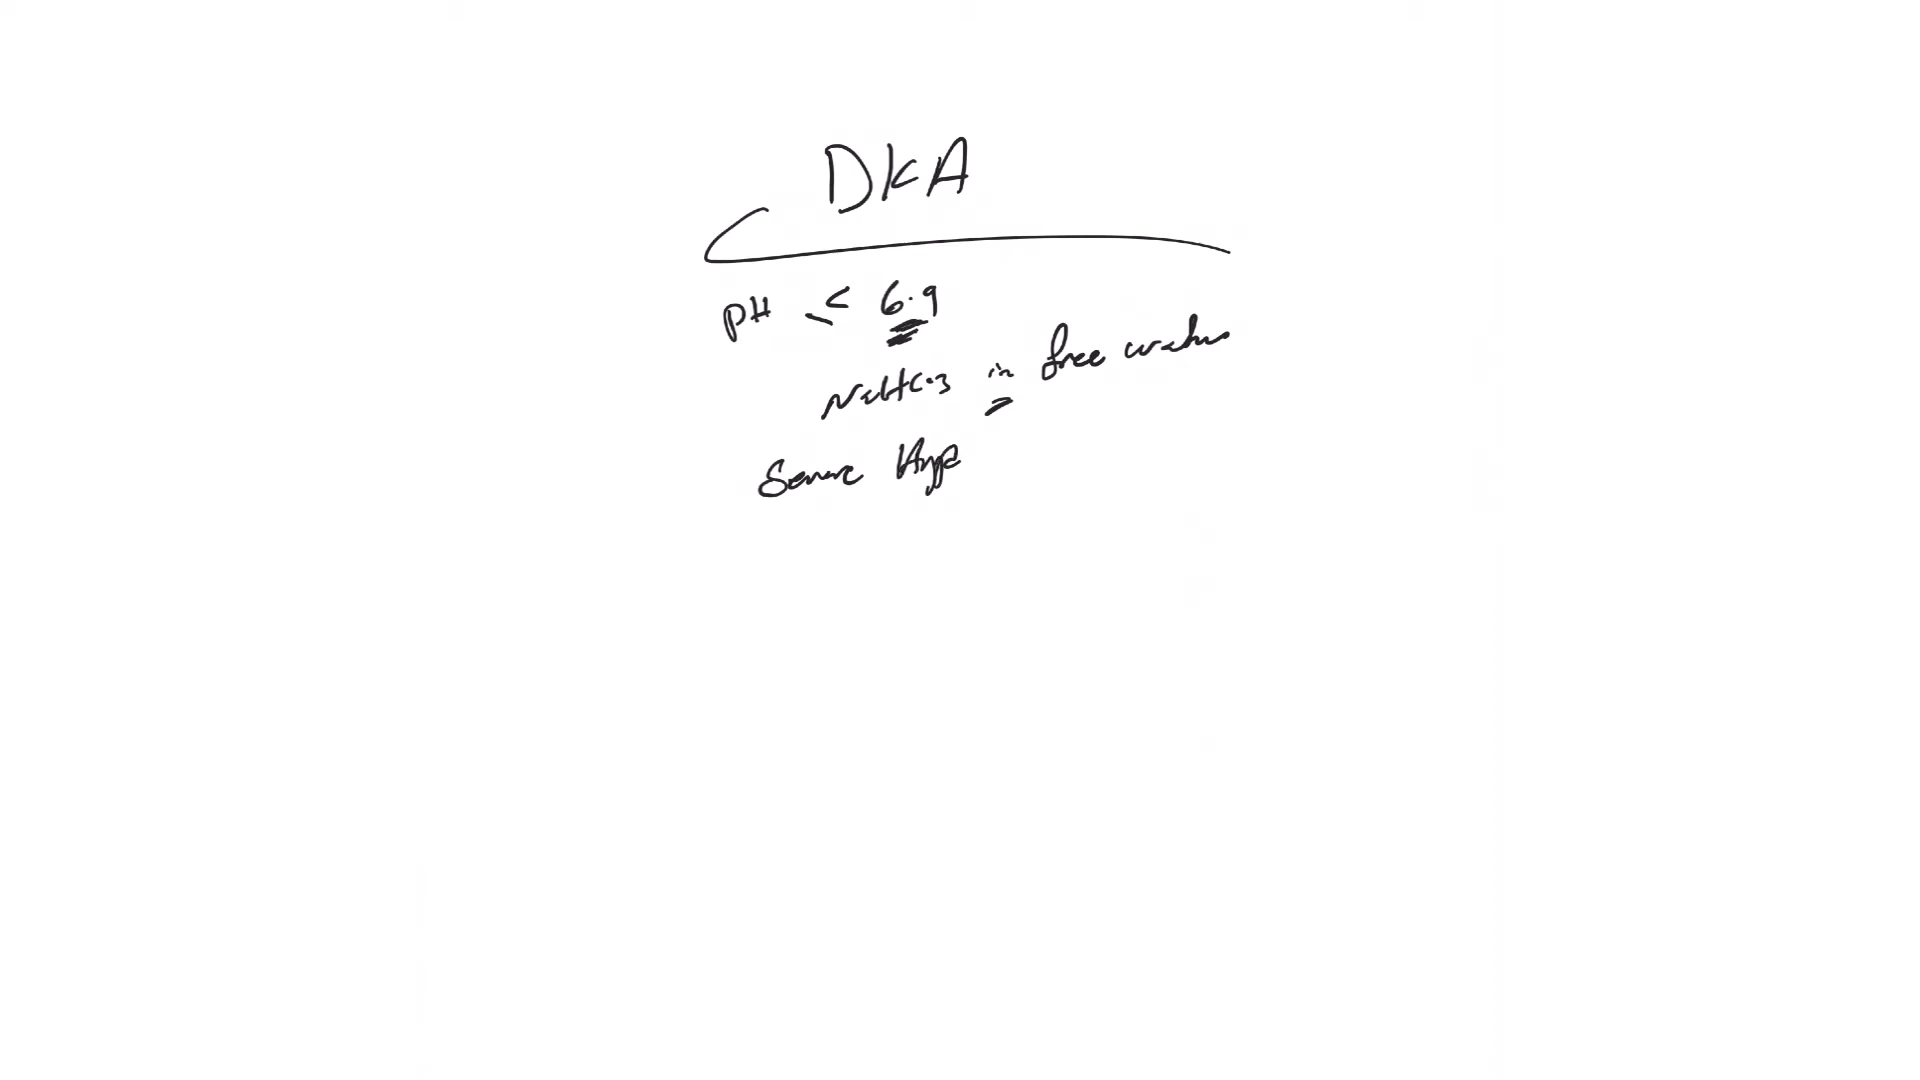 DKA
pH ≤ 6.9
NaHCO3 in free water
Severe Hype